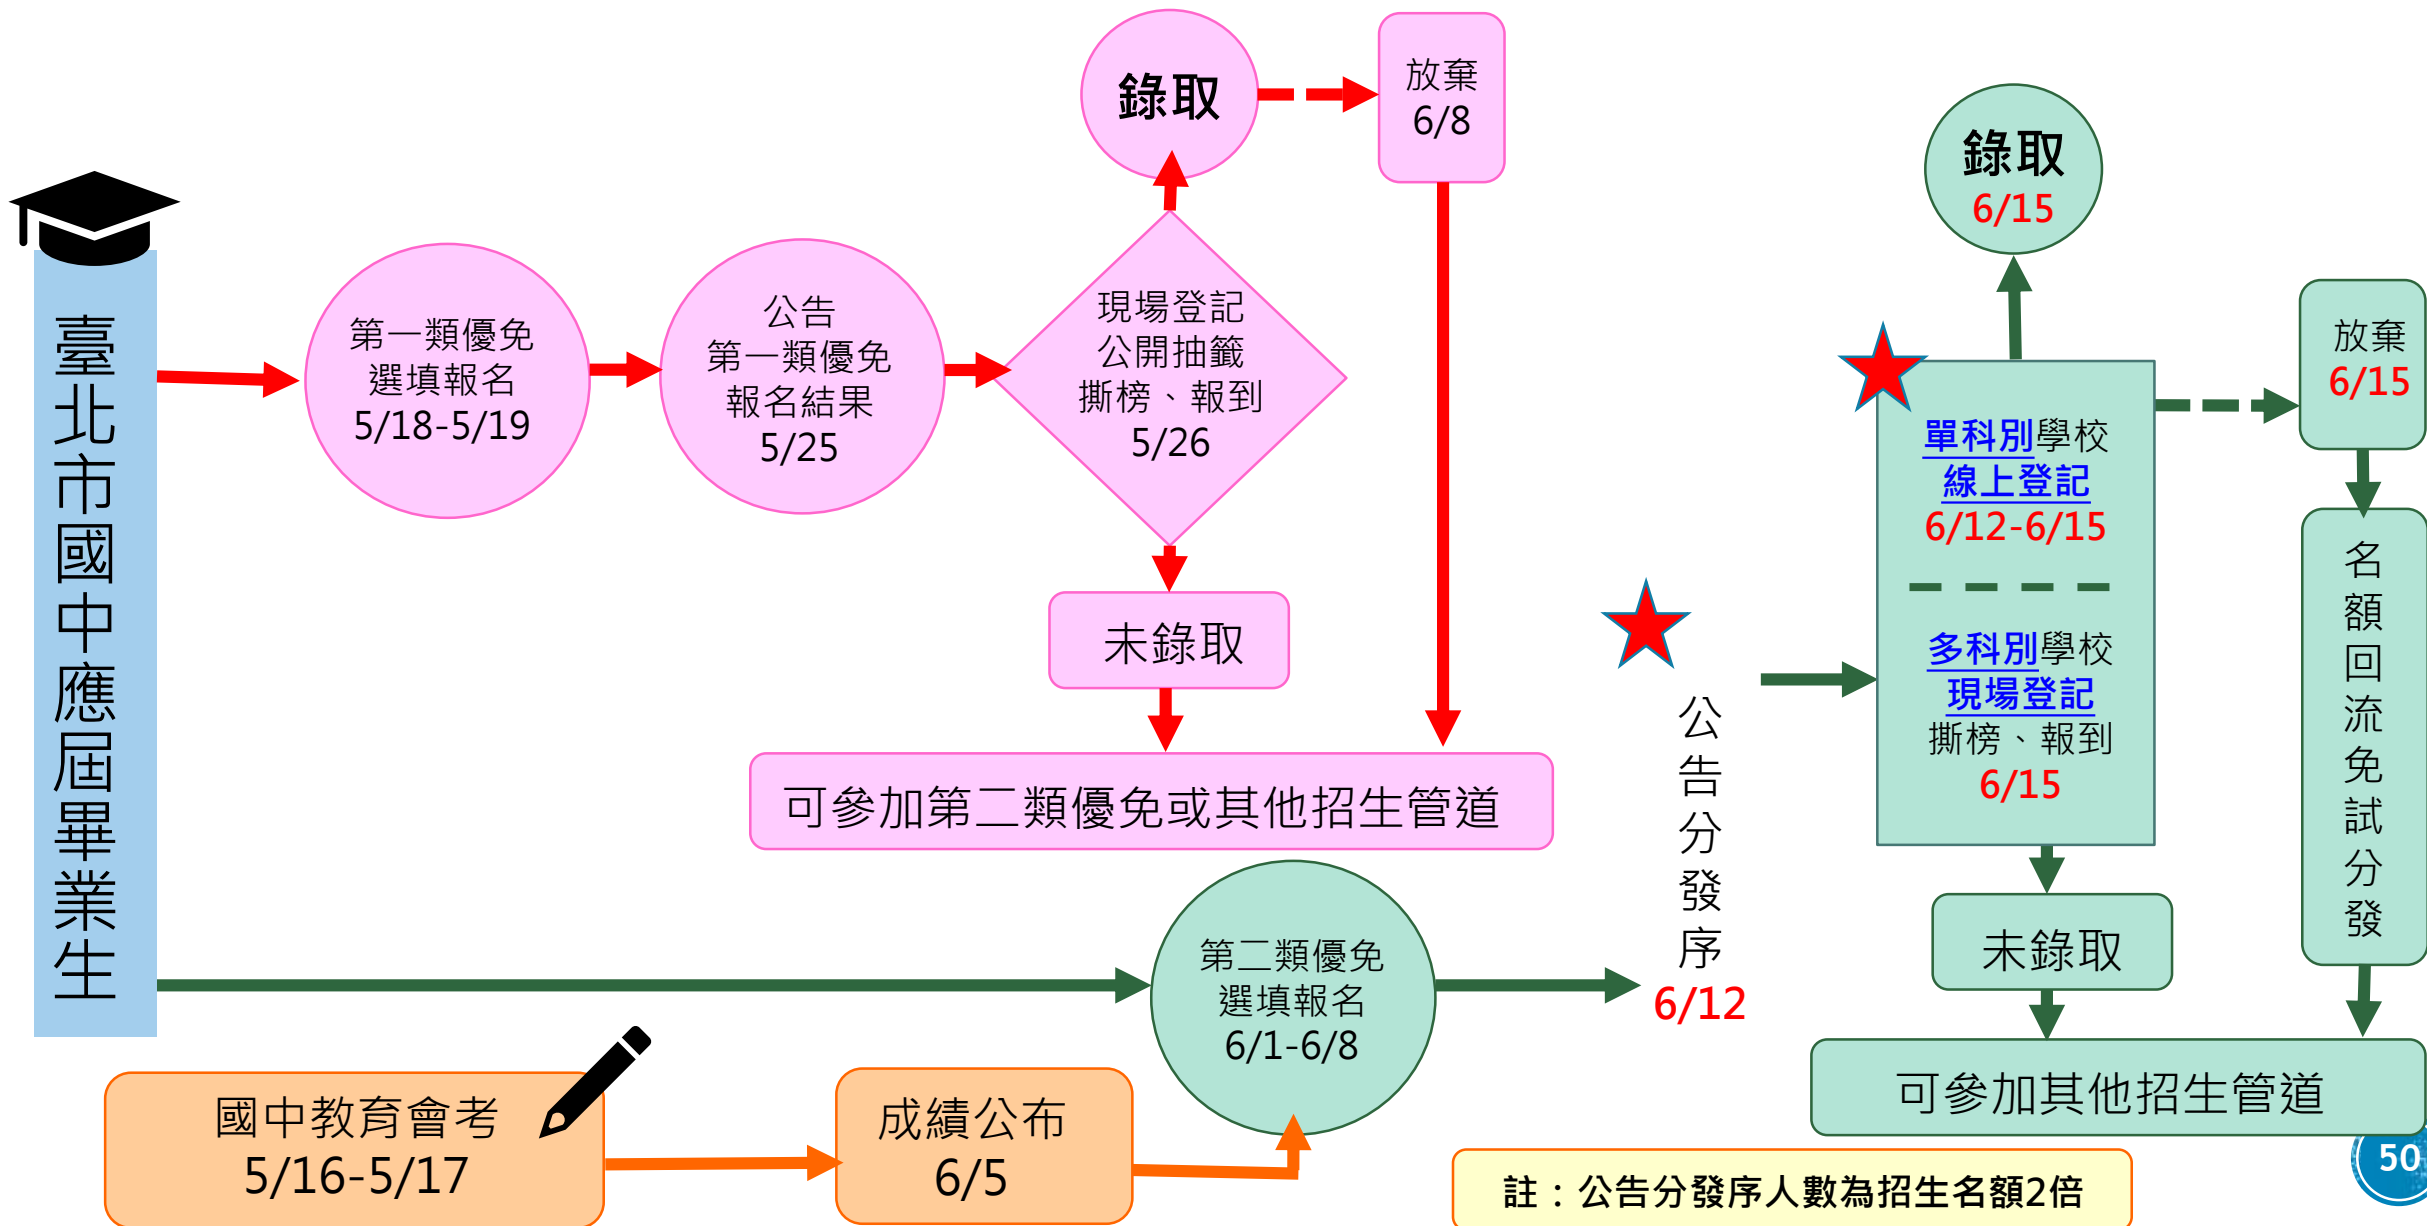 臺北市國中應屆畢業生
第一類優免
選填報名
5/18-5/19
公告
第一類優免
報名結果
5/25
現場登記
公開抽籤
撕榜、報到
5/26
錄取
放棄
6/8
未錄取
可參加第二類優免或其他招生管道
國中教育會考
5/16-5/17
成績公布
6/5
第二類優免
選填報名
6/1-6/8
公告分發序
6/12
單科別學校
線上登記
6/12-6/15
多科別學校
現場登記
撕榜、報到
6/15
錄取
6/15
放棄
6/15
名額回流免試分發
未錄取
可參加其他招生管道
註：公告分發序人數為招生名額2倍
50